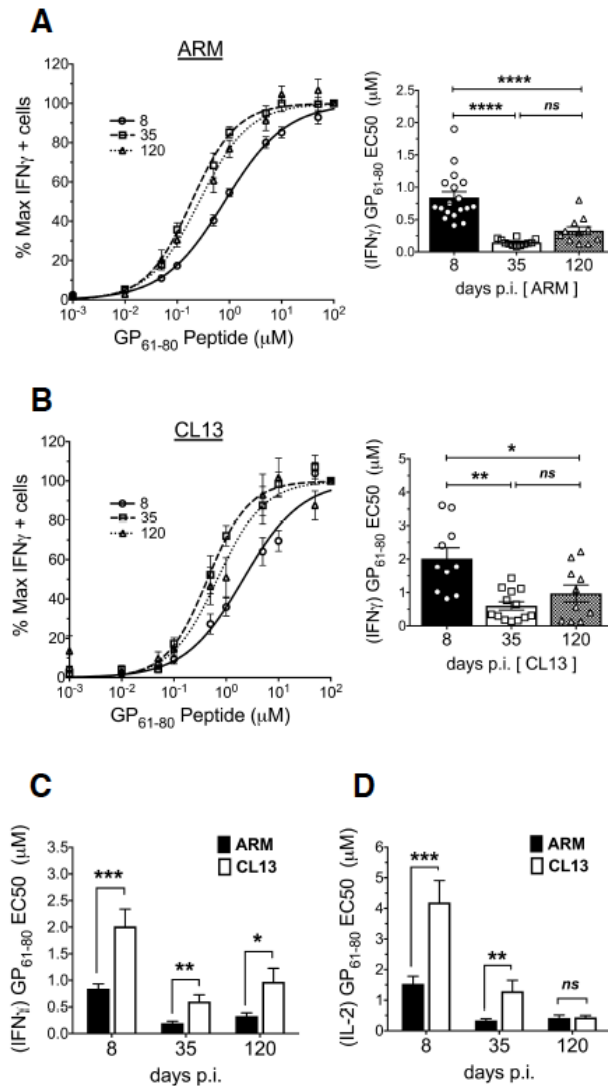 A
ARM
% Max IFNγ + cells
120
100
80
60
40
20
0
8
35
120
10⁻³ 10⁻² 10⁻¹ 10⁰ 10¹ 10²
GP₆₁₋₈₀ Peptide (μM)
(IFNγ) GP₆₁₋₈₀ EC50 (μM)
2.5
2.0
1.5
1.0
0.5
0.0
****
**** ns
8 35 120
days p.i. [ ARM ]
B
CL13
% Max IFNγ + cells
120
100
80
60
40
20
0
8
35
120
10⁻³ 10⁻² 10⁻¹ 10⁰ 10¹ 10²
GP₆₁₋₈₀ Peptide (μM)
(IFNγ) GP₆₁₋₈₀ EC50 (μM)
5
4
3
2
1
0
*
** ns
8 35 120
days p.i. [ CL13 ]
C
(IFNγ) GP₆₁₋₈₀ EC50 (μM)
3.5
3.0
2.5
2.0
1.5
1.0
0.5
0.0
ARM
CL13
***
**
*
8 35 120
days p.i.
D
(IL-2) GP₆₁₋₈₀ EC50 (μM)
6
5
4
3
2
1
0
ARM
CL13
***
**
ns
8 35 120
days p.i.